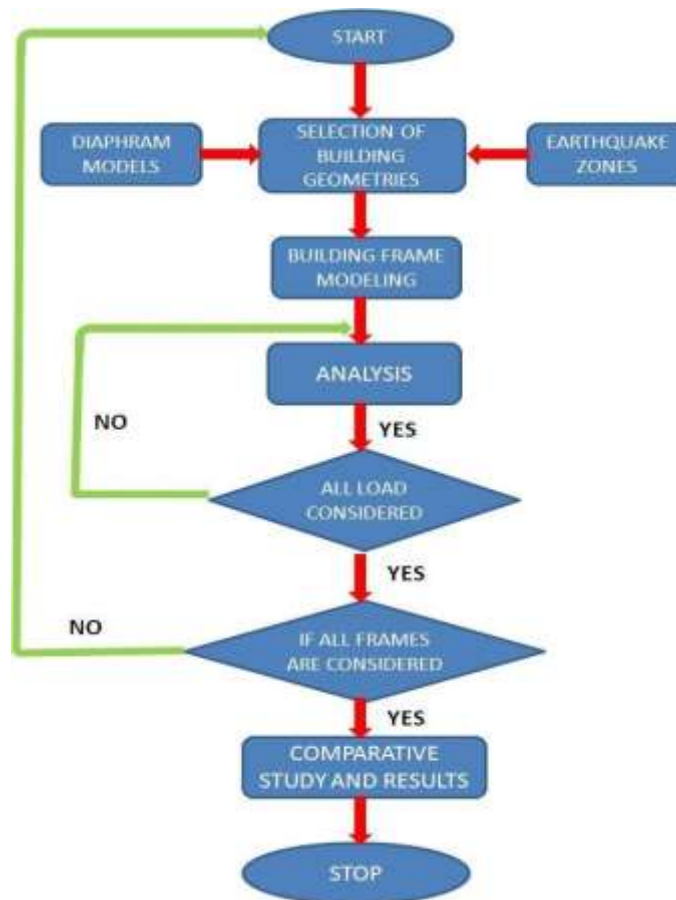 START
DIAPHRAM
MODELS
SELECTION OF
BUILDING
GEOMETRIES
EARTHQUAKE
ZONES
BUILDING FRAME
MODELING
ANALYSIS
NO
YES
ALL LOAD
CONSIDERED
YES
NO
IF ALL FRAMES
ARE CONSIDERED
YES
COMPARATIVE
STUDY AND RESULTS
STOP